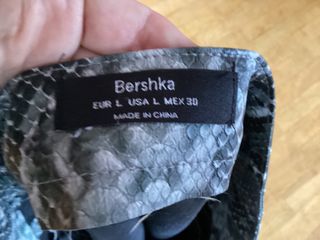 Bershka
EUR L USA L MEX 30
MADE IN CHINA